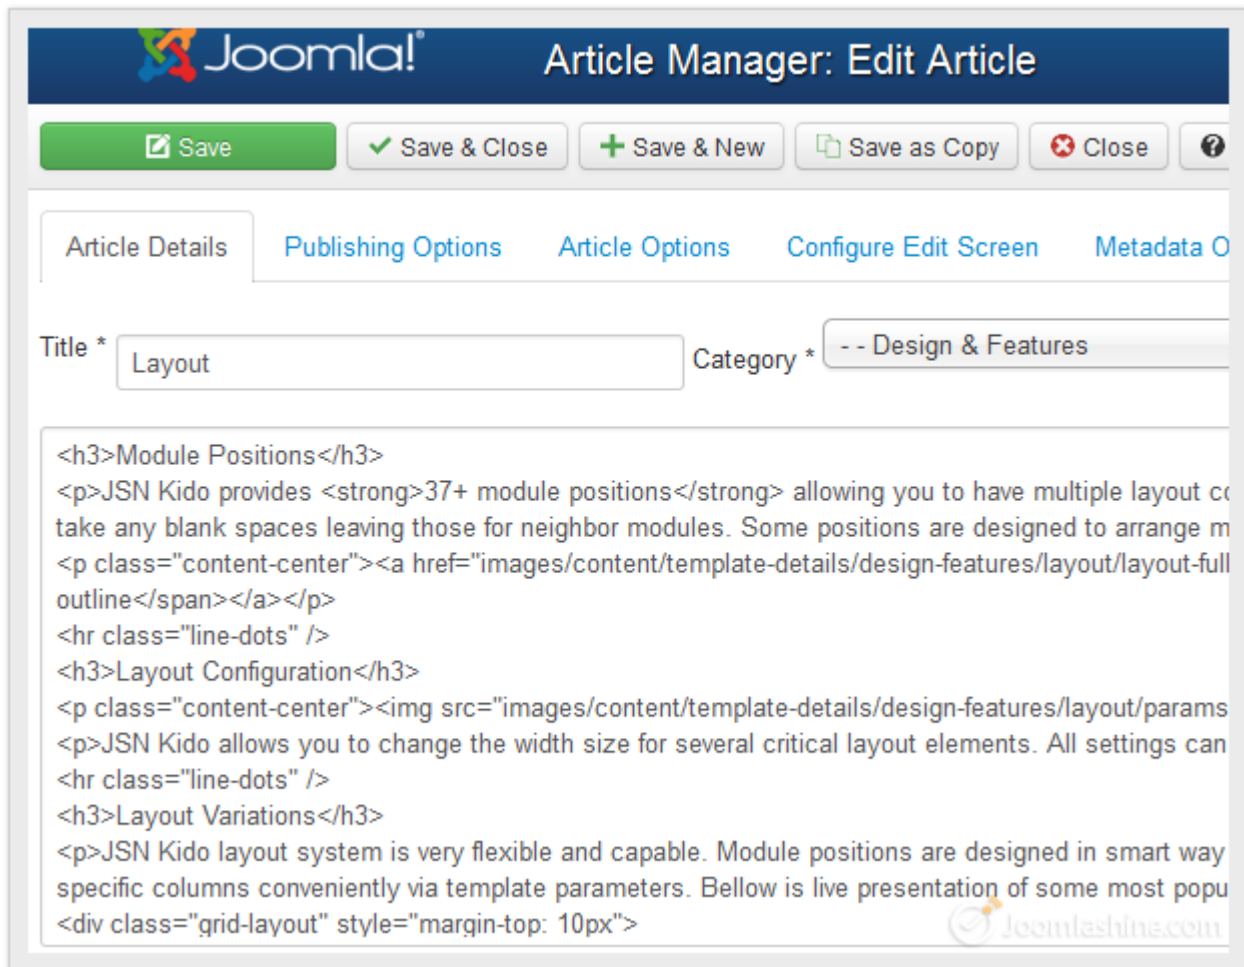 Joomla!®
Article Manager: Edit Article
Save
Save & Close
Save & New
Save as Copy
Close
?
Article Details
Publishing Options
Article Options
Configure Edit Screen
Metadata O
Title *
Layout
Category *
- - Design & Features
<h3>Module Positions</h3>
<p>JSN Kido provides <strong>37+ module positions</strong> allowing you to have multiple layout co
take any blank spaces leaving those for neighbor modules. Some positions are designed to arrange m
<p class="content-center"><a href="images/content/template-details/design-features/layout/layout-full
outline</span></a></p>
<hr class="line-dots" />
<h3>Layout Configuration</h3>
<p class="content-center"><img src="images/content/template-details/design-features/layout/params
<p>JSN Kido allows you to change the width size for several critical layout elements. All settings can
<hr class="line-dots" />
<h3>Layout Variations</h3>
<p>JSN Kido layout system is very flexible and capable. Module positions are designed in smart way
specific columns conveniently via template parameters. Bellow is live presentation of some most popu
<div class="grid-layout" style="margin-top: 10px">
Joomlashine.com